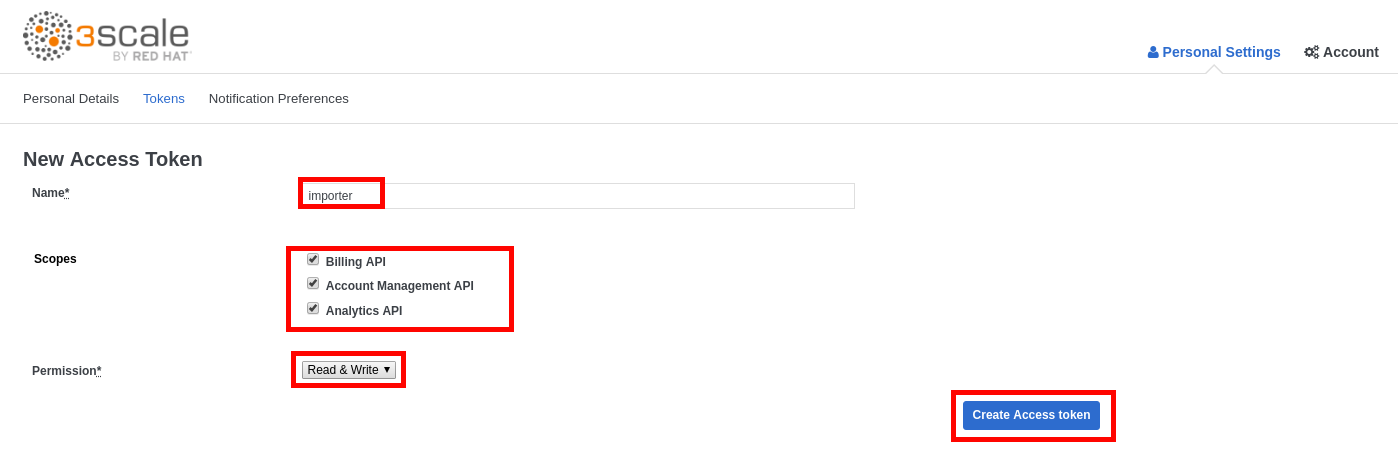 3scale
BY RED HAT
Personal Settings Account
Personal Details Tokens Notification Preferences
New Access Token
Name* importer
Scopes Billing API
Account Management API
Analytics API
Permission* Read & Write
Create Access token